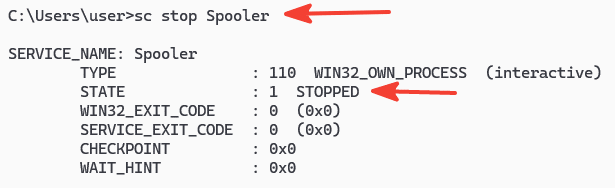 C:\Users\user>sc stop Spooler
SERVICE_NAME: Spooler
TYPE : 110 WIN32_OWN_PROCESS (interactive)
STATE : 1 STOPPED
WIN32_EXIT_CODE : 0 (0x0)
SERVICE_EXIT_CODE : 0 (0x0)
CHECKPOINT : 0x0
WAIT_HINT : 0x0